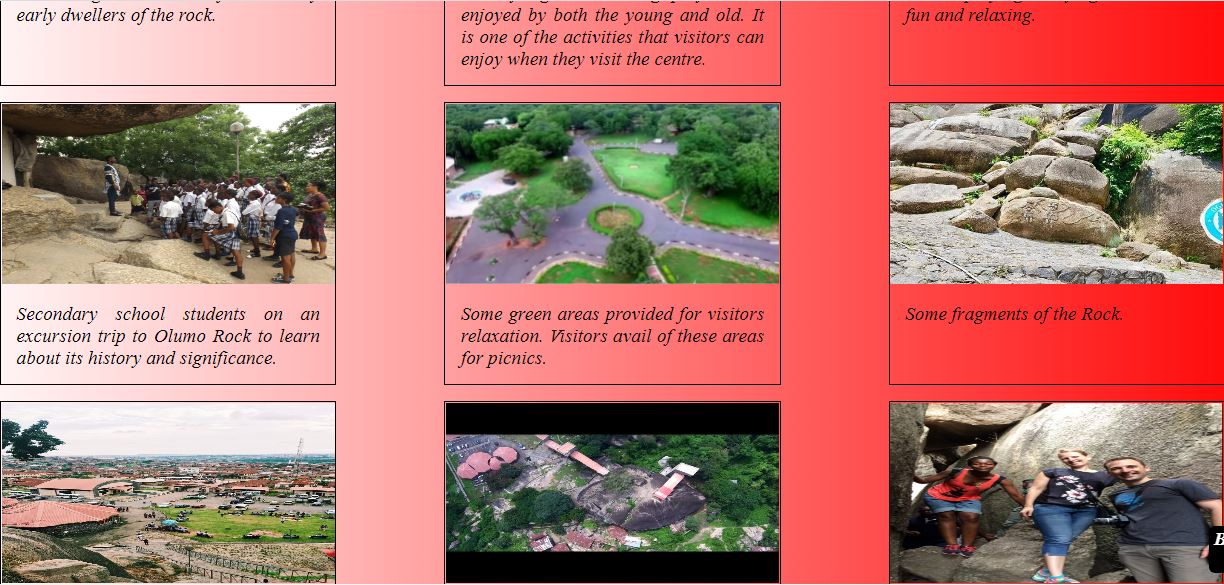 early dwellers of the rock.
enjoyed by both the young and old. It
is one of the activities that visitors can
enjoy when they visit the centre.
fun and relaxing.
Secondary school students on an
excursion trip to Olumo Rock to learn
about its history and significance.
Some green areas provided for visitors
relaxation. Visitors avail of these areas
for picnics.
Some fragments of the Rock.